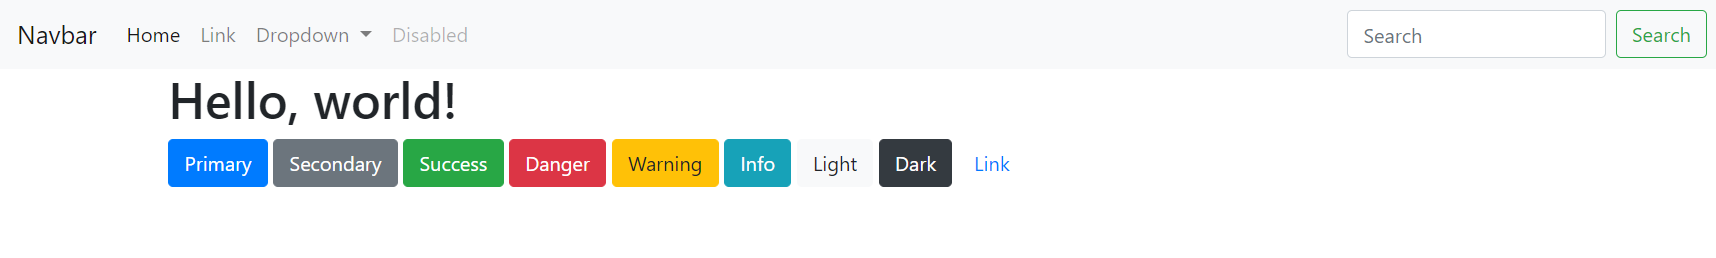 Navbar Home Link Dropdown Disabled Search Search
Hello, world!
Primary Secondary Success Danger Warning Info Light Dark Link